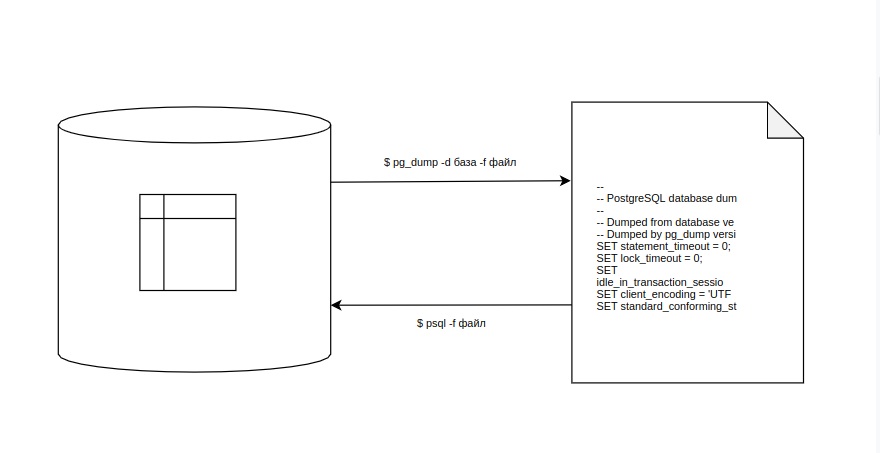 $ pg_dump -d база -f файл
--
-- PostgreSQL database dum
--
-- Dumped from database ve
-- Dumped by pg_dump versi
SET statement_timeout = 0;
SET lock_timeout = 0;
SET
idle_in_transaction_sessio
SET client_encoding = 'UTF
SET standard_conforming_st
$ psql -f файл